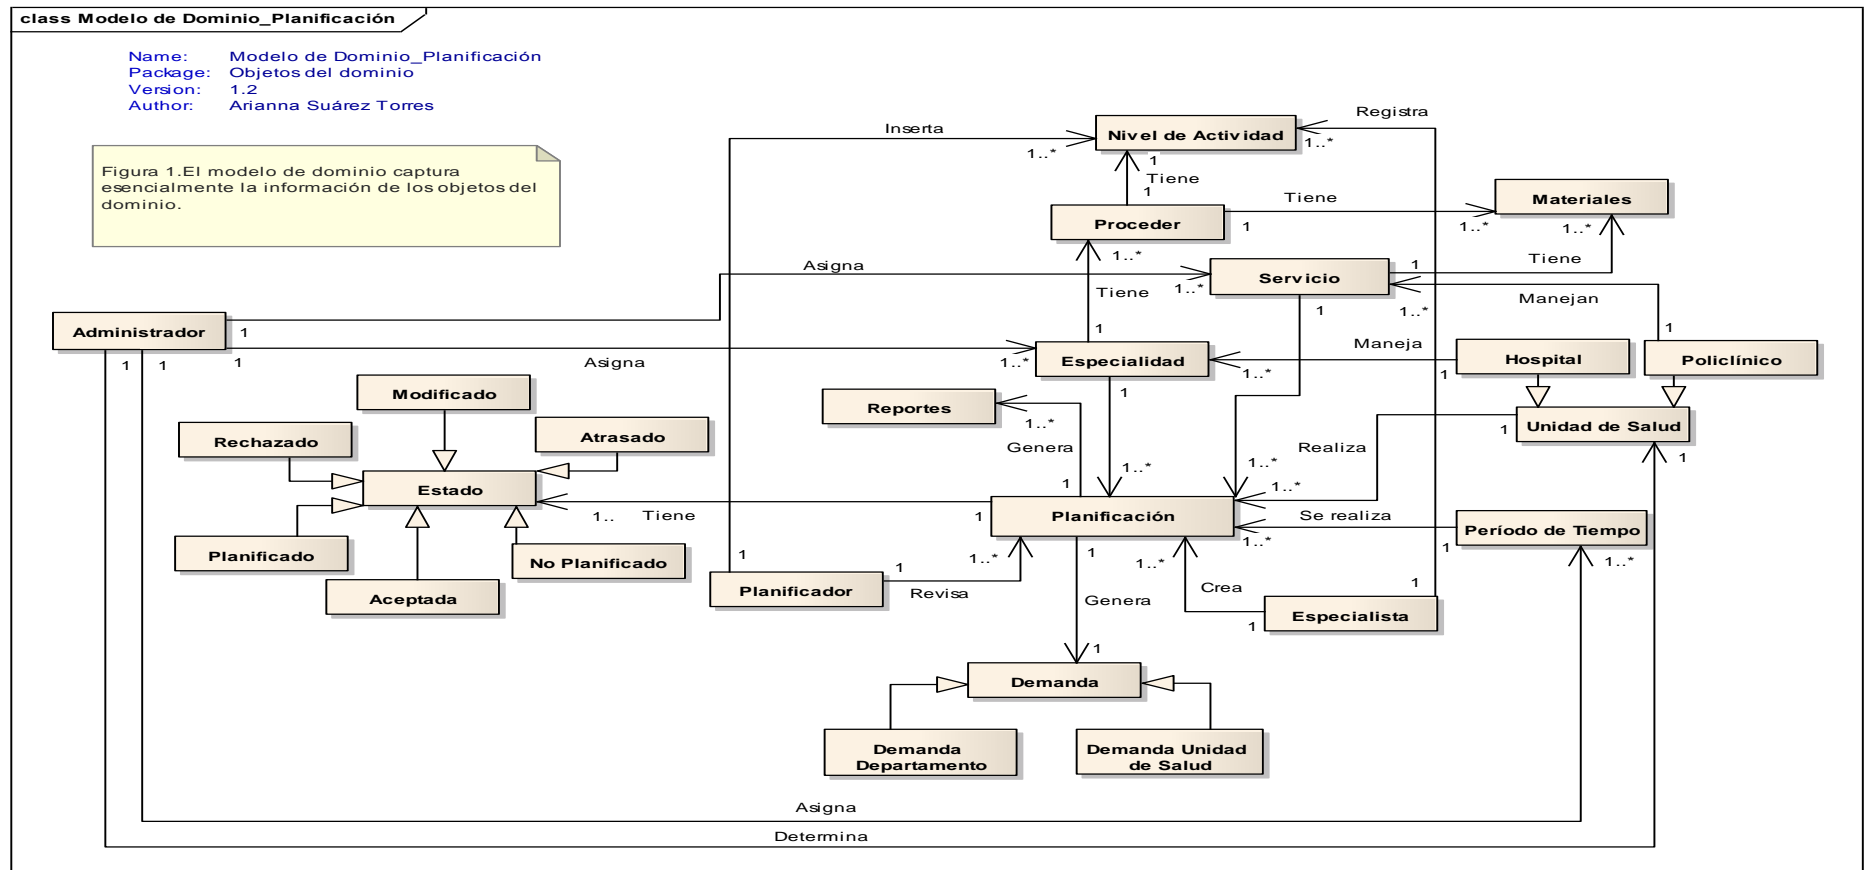 class Modelo de Dominio_Planificación
Name: Modelo de Dominio_Planificación
Package: Objetos del dominio
Version: 1.2
Author: Arianna Suárez Torres
Figura 1.El modelo de dominio captura
esencialmente la información de los objetos del
dominio.
Registra
Inserta
Nivel de Actividad
1..*
1..*
1
Tiene
1
Materiales
Tiene
Proceder
1
1..*
1..*
1..*
Asigna
Servicio
1
Tiene
Tiene
1..*
1
1..*
Manejan
Administrador
1
1
1
Maneja
Hospital
Policlínico
1
1
1
Asigna
1..*
Especialidad
1..*
1
1
Modificado
Reportes
1..*
Rechazado
Atrasado
Genera
Realiza
1
Unidad de Salud
1
Estado
1
1..*
1..*
1..*
1..
Tiene
1
Planificación
Se realiza
Período de Tiempo
Planificado
No Planificado
1
1..*
1
1..*
1..*
1
1..*
Aceptada
Planificador
1
Revisa
Genera
Crea
1
Especialista
1
1
Demanda
Demanda
Departamento
Demanda Unidad
de Salud
Asigna
Determina